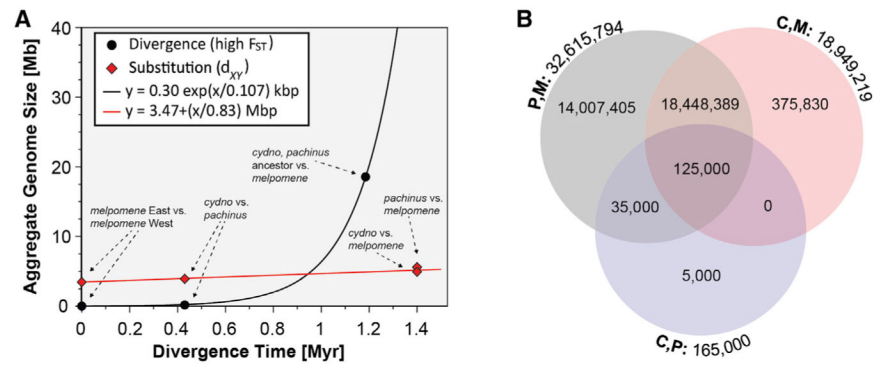 A
Aggregate Genome Size [Mb]
40
30
20
10
0
0 0.2 0.4 0.6 0.8 1 1.2 1.4
Divergence Time [Myr]
Divergence (high FST)
Substitution (dXY)
y = 0.30 exp(x/0.107) kbp
y = 3.47+(x/0.83) Mbp
cydno, pachinus
ancestor vs.
melpomene
melpomene East vs.
melpomene West
cydno vs.
pachinus
pachinus vs.
melpomene
cydno vs.
melpomene
B
P,M: 32,615,794
C,M: 18,949,219
14,007,405
18,448,389
375,830
125,000
35,000
0
5,000
C,P: 165,000